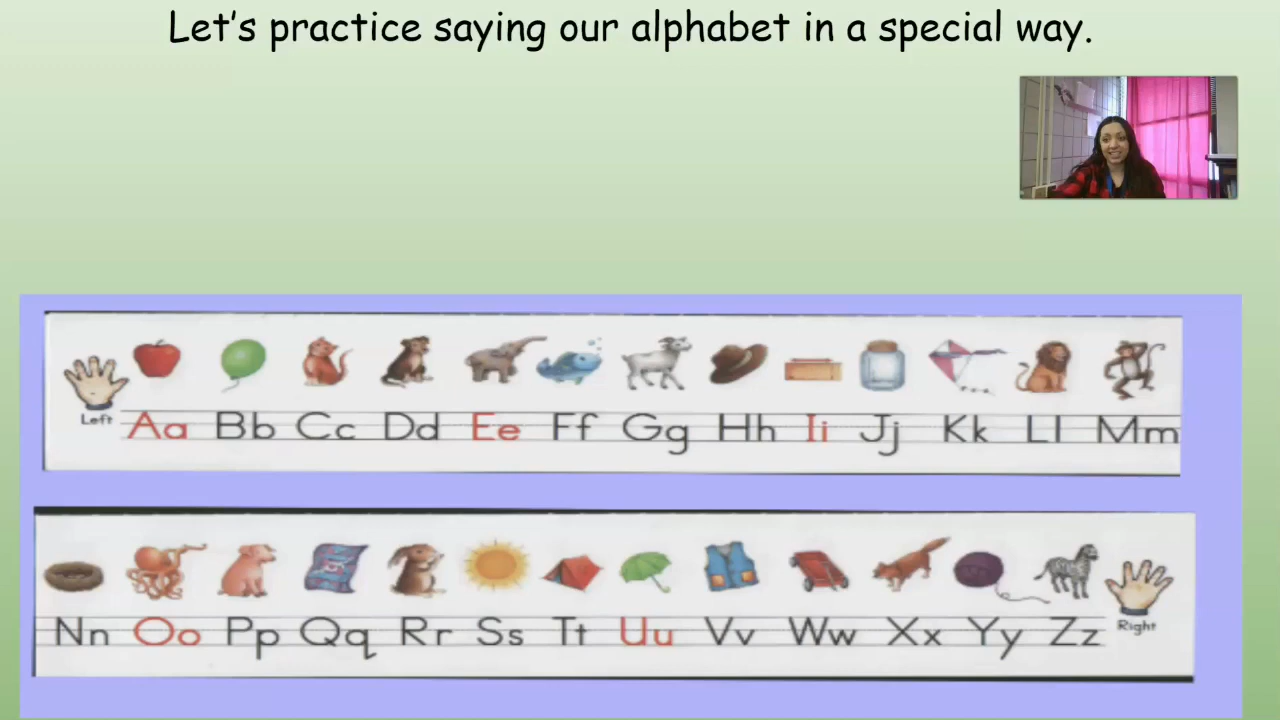 Let's practice saying our alphabet in a special way.
Left Aa Bb Cc Dd Ee Ff Gg Hh Ii Jj Kk Ll Mm
Nn Oo Pp Qq Rr Ss Tt Uu Vv Ww Xx Yy Zz Right